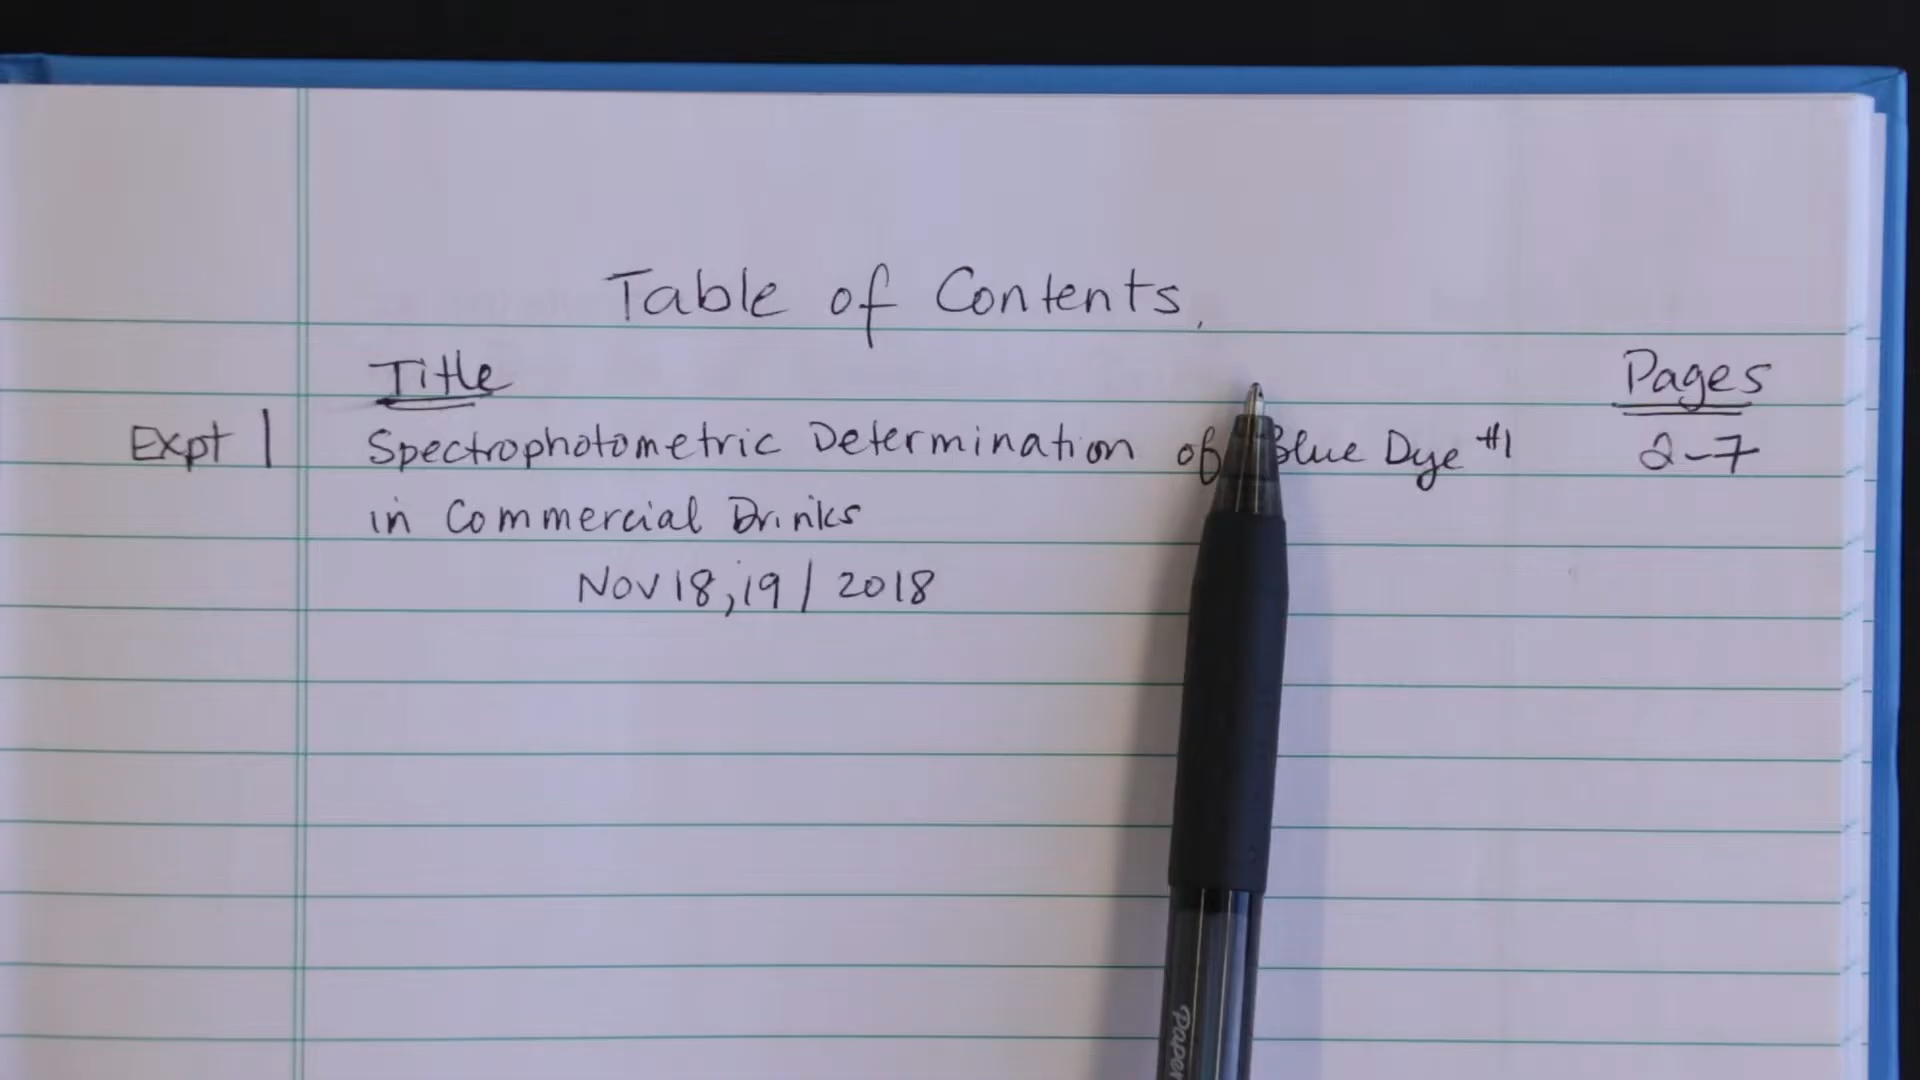 Table of Contents
Title Pages
Expt 1 Spectrophotometric Determination of Blue Dye #1 2-7
in Commercial Drinks
Nov 18, 19 / 2018
Paper